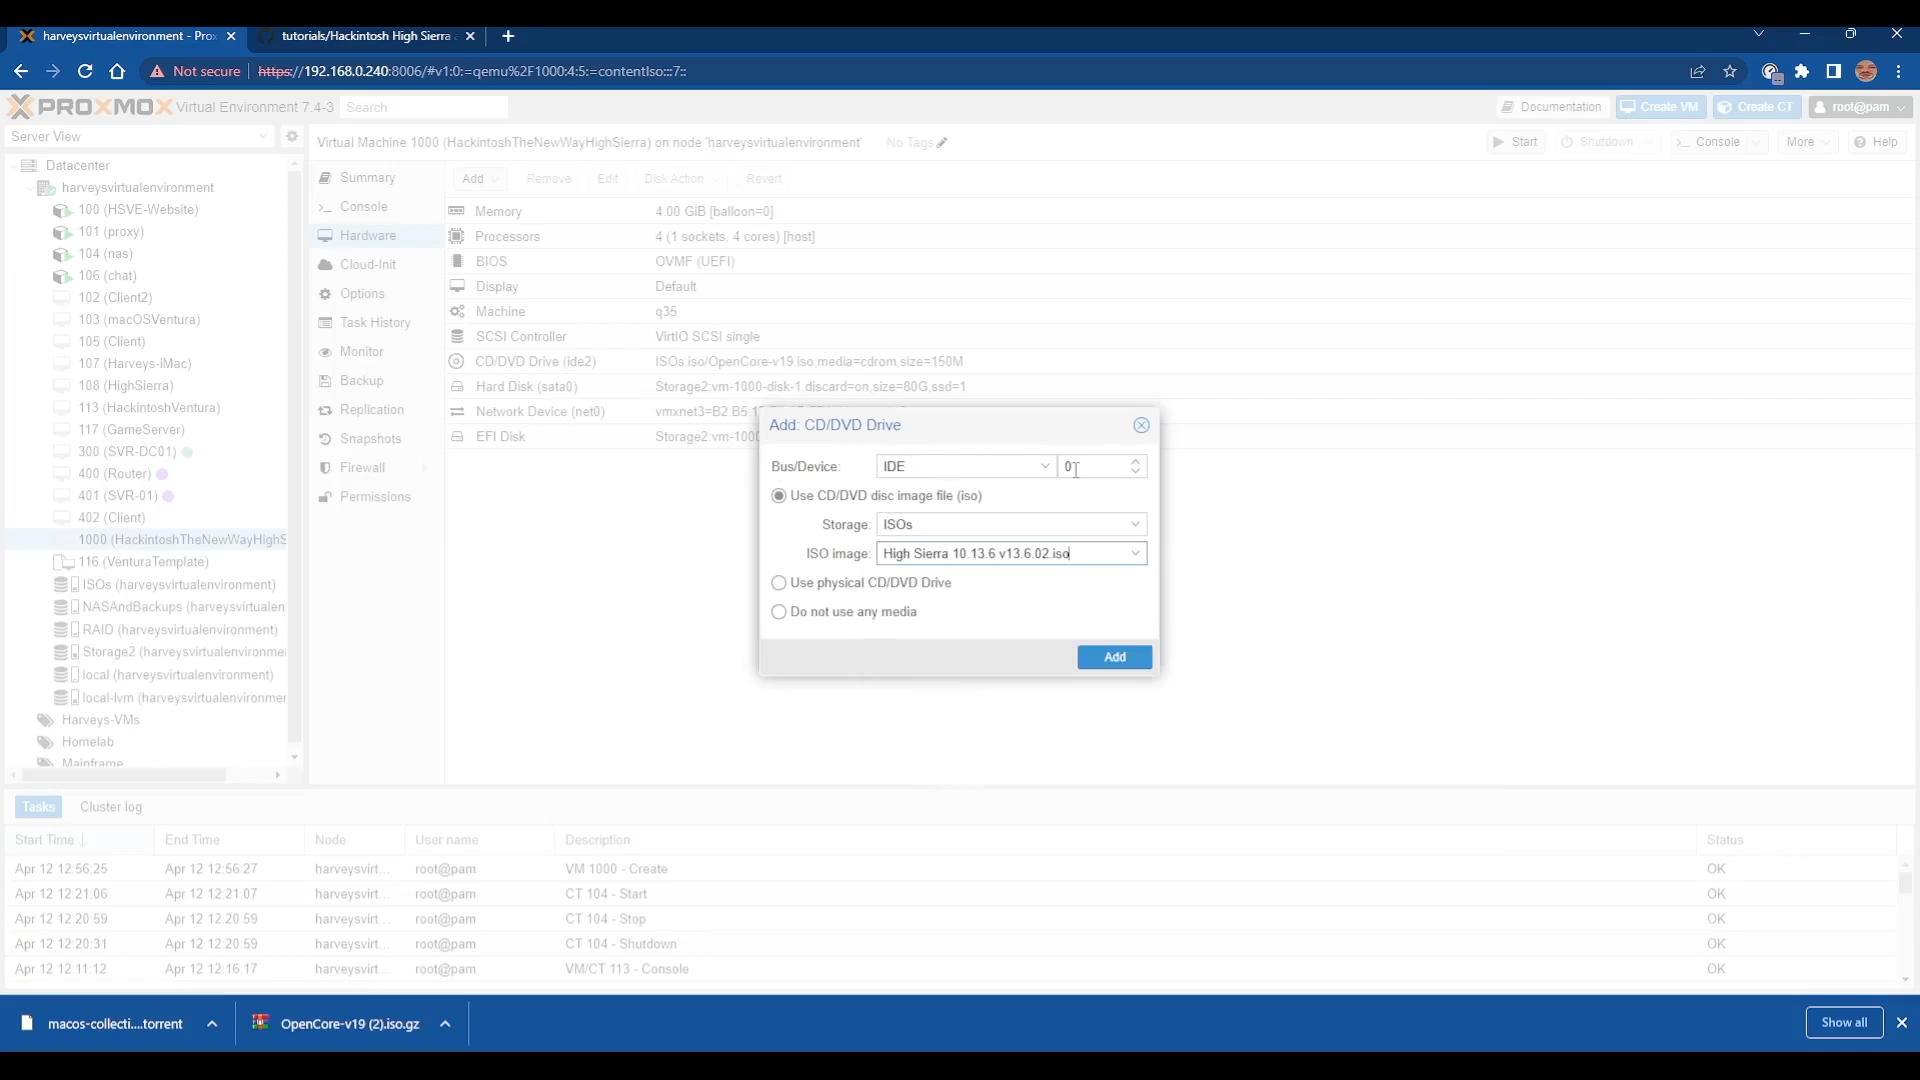 harveysvirtualenvironment - Prox
tutorials/Hackintosh High Sierra
Not secure
https://192.168.0.240:8006/#v1:0:=qemu%2F1000:4:5:=contentIso:::7::
PROXMOX Virtual Environment 7.4-3 Search
Documentation
Create VM
Create CT
root@pam
Server View
Virtual Machine 1000 (HackintoshTheNewWayHighSierra) on node 'harveysvirtualenvironment'
No Tags
Start
Shutdown
Console
More
Help
Datacenter
harveysvirtualenvironment
100 (HSVE-Website)
101 (proxy)
104 (nas)
106 (chat)
102 (Client2)
103 (macOSVentura)
105 (Client)
107 (Harveys-iMac)
108 (HighSierra)
113 (HackintoshVentura)
117 (GameServer)
300 (SVR-DC01)
400 (Router)
401 (SVR-01)
402 (Client)
1000 (HackintoshTheNewWayHighS
116 (VenturaTemplate)
ISOs (harveysvirtualenvironment)
NASAndBackups (harveysvirtualen
RAID (harveysvirtualenvironment)
Storage2 (harveysvirtualenvironme
local (harveysvirtualenvironment)
local-lvm (harveysvirtualenvironmer
Harveys-VMs
Homelab
Mainframe
Summary
Console
Hardware
Cloud-Init
Options
Task History
Monitor
Backup
Replication
Snapshots
Firewall
Permissions
Add
Remove
Edit
Disk Action
Revert
Memory 4.00 GiB [balloon=0]
Processors 4 (1 sockets, 4 cores) [host]
BIOS OVMF (UEFI)
Display Default
Machine q35
SCSI Controller VirtIO SCSI single
CD/DVD Drive (ide2) ISOs:iso/OpenCore-v19.iso,media=cdrom,size=150M
Hard Disk (sata0) Storage2:vm-1000-disk-1,discard=on,size=80G,ssd=1
Network Device (net0) vmxnet3=B2:B5:1
EFI Disk Storage2:vm-1000
Add: CD/DVD Drive
Bus/Device: IDE 0
Use CD/DVD disc image file (iso)
Storage: ISOs
ISO image: High Sierra 10.13.6 v13.6.02.iso
Use physical CD/DVD Drive
Do not use any media
Add
Tasks
Cluster log
Start Time End Time Node User name Description Status
Apr 12 12:56:25 Apr 12 12:56:27 harveysvirt... root@pam VM 1000 - Create OK
Apr 12 12:21:06 Apr 12 12:21:07 harveysvirt... root@pam CT 104 - Start OK
Apr 12 12:20:59 Apr 12 12:20:59 harveysvirt... root@pam CT 104 - Stop OK
Apr 12 12:20:31 Apr 12 12:20:59 harveysvirt... root@pam CT 104 - Shutdown OK
Apr 12 12:11:12 Apr 12 12:16:17 harveysvirt... root@pam VM/CT 113 - Console OK
macos-collecti....torrent
OpenCore-v19 (2).iso.gz
Show all